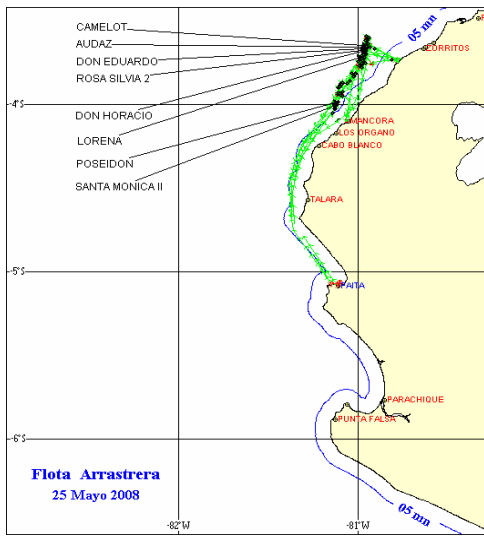 CAMELOT
AUDAZ
DON EDUARDO
ROSA SILVIA 2
DON HORACIO
LORENA
POSEIDON
SANTA MONICA II
05 mn
ZORRITOS
-4°S
MANCORA
LOS ORGANO
CABO BLANCO
TALARA
-5°S
PAITA
PARACHIQUE
PUNTA FALSA
-6°S
Flota Arrastrera
25 Mayo 2008
05 mn
-82°W
-81°W